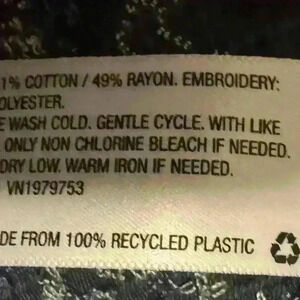 1% COTTON / 49% RAYON. EMBROIDERY:
OLYESTER.
E WASH COLD. GENTLE CYCLE. WITH LIKE
ONLY NON CHLORINE BLEACH IF NEEDED.
DRY LOW. WARM IRON IF NEEDED.
VN1979753
DE FROM 100% RECYCLED PLASTIC